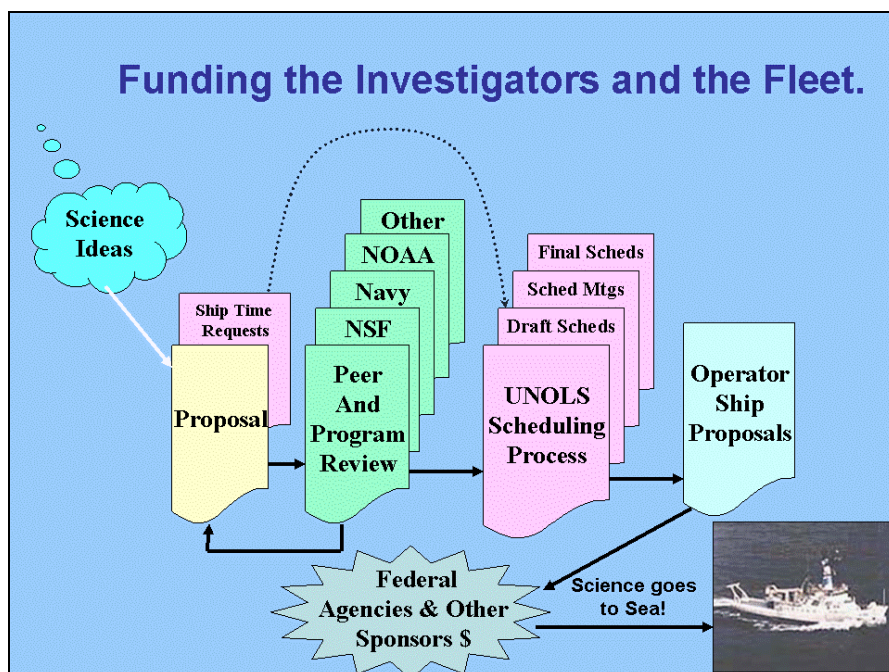 Funding the Investigators and the Fleet.
Science
Ideas
Ship Time
Requests
Proposal
Other
NOAA
Navy
NSF
Peer
And
Program
Review
Final Scheds
Sched Mtgs
Draft Scheds
UNOLS
Scheduling
Process
Operator
Ship
Proposals
Federal
Agencies & Other
Sponsors $
Science goes
to Sea!